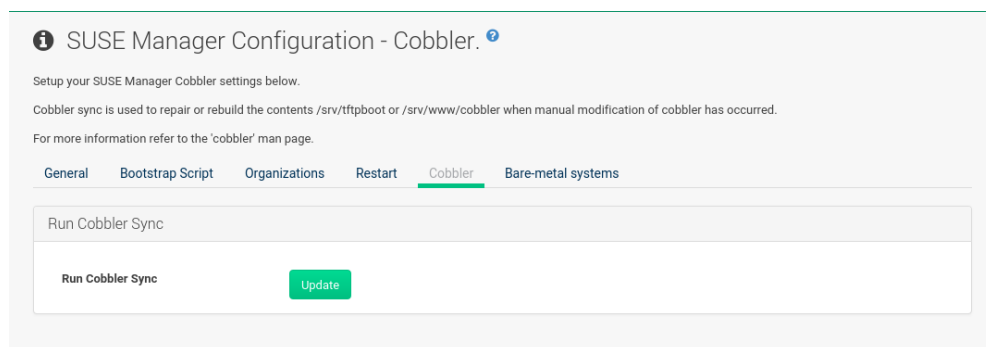 SUSE Manager Configuration - Cobbler.
Setup your SUSE Manager Cobbler settings below.
Cobbler sync is used to repair or rebuild the contents /srv/tftpboot or /srv/www/cobbler when manual modification of cobbler has occurred.
For more information refer to the 'cobbler' man page.
General Bootstrap Script Organizations Restart Cobbler Bare-metal systems
Run Cobbler Sync
Run Cobbler Sync Update